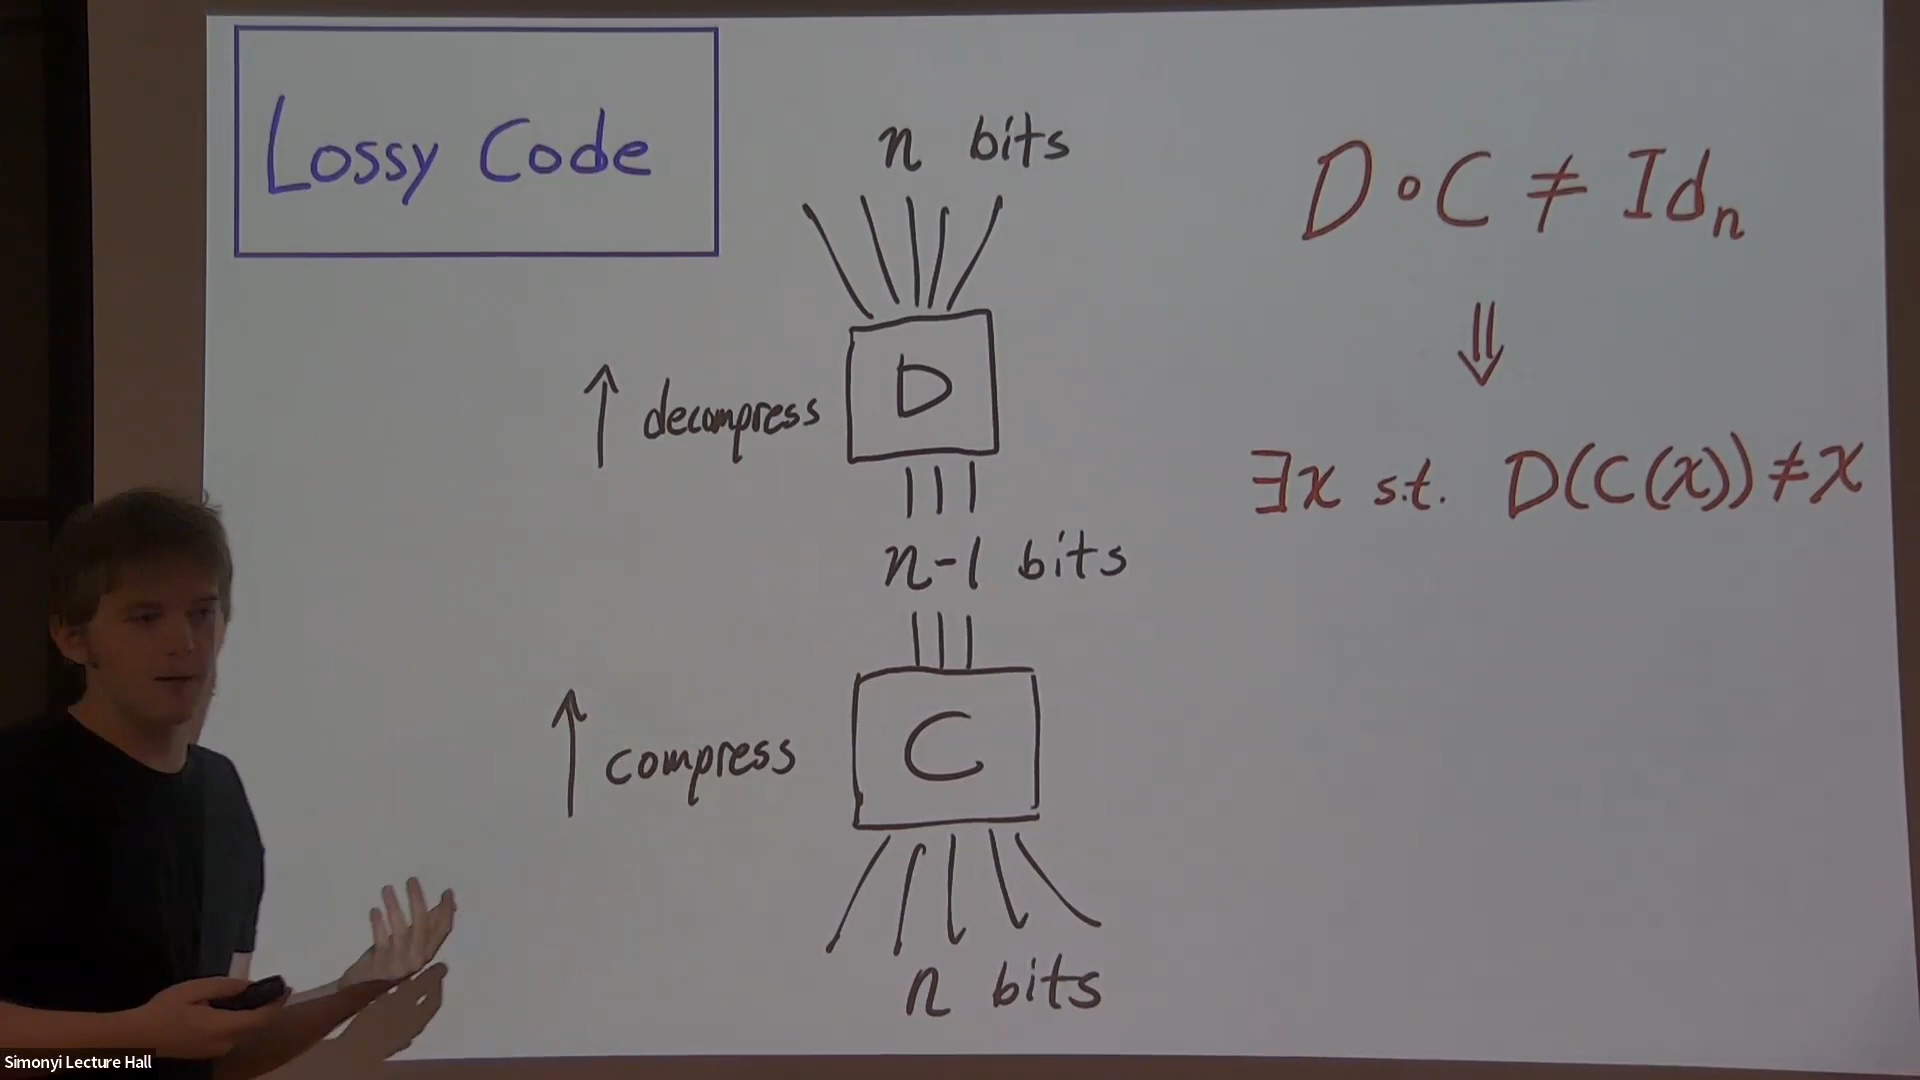 Lossy Code
n bits
D
↑ decompress
n-1 bits
C
↑ compress
n bits
D∘C ≠ Idₙ
⇓
∃x s.t. D(C(x))≠x
Simonyi Lecture Hall